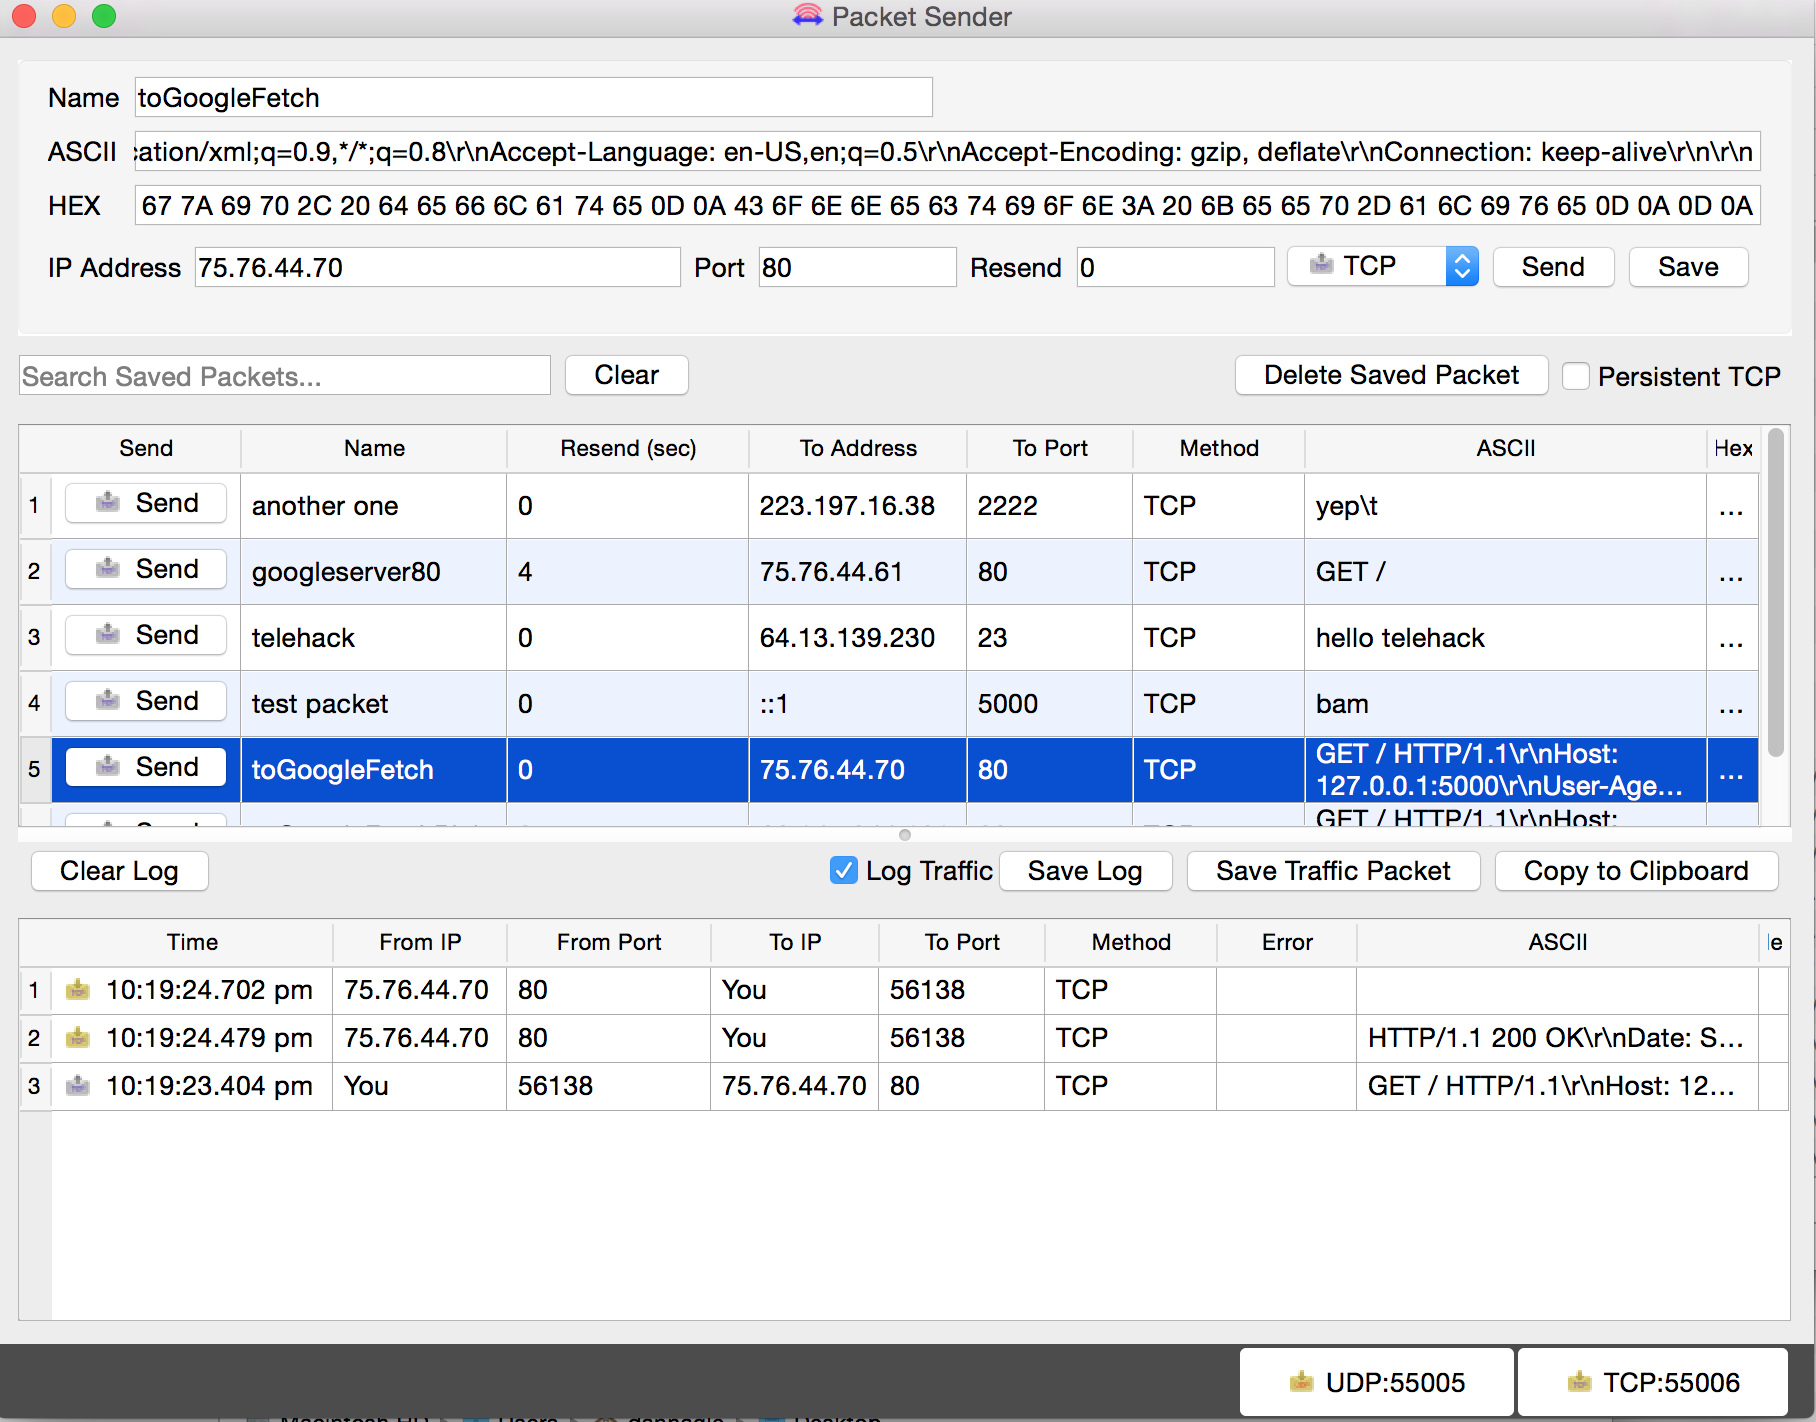 Packet Sender
Name toGoogleFetch
ASCII cation/xml;q=0.9,*/*;q=0.8\r\nAccept-Language: en-US,en;q=0.5\r\nAccept-Encoding: gzip, deflate\r\nConnection: keep-alive\r\n\r\n
HEX 67 7A 69 70 2C 20 64 65 66 6C 61 74 65 0D 0A 43 6F 6E 6E 65 63 74 69 6F 6E 3A 20 6B 65 65 70 2D 61 6C 69 76 65 0D 0A 0D 0A
IP Address 75.76.44.70 Port 80 Resend 0 TCP Send Save
Search Saved Packets... Clear Delete Saved Packet Persistent TCP
Send Name Resend (sec) To Address To Port Method ASCII Hex
1 Send another one 0 223.197.16.38 2222 TCP yep\t ...
2 Send googleserver80 4 75.76.44.61 80 TCP GET / ...
3 Send telehack 0 64.13.139.230 23 TCP hello telehack ...
4 Send test packet 0 ::1 5000 TCP bam ...
5 Send toGoogleFetch 0 75.76.44.70 80 TCP GET / HTTP/1.1\r\nHost: ...
127.0.0.1:5000\r\nUser-Age...
GET / HTTP/1.1\r\nHost:
Clear Log Log Traffic Save Log Save Traffic Packet Copy to Clipboard
Time From IP From Port To IP To Port Method Error ASCII
1 10:19:24.702 pm 75.76.44.70 80 You 56138 TCP
2 10:19:24.479 pm 75.76.44.70 80 You 56138 TCP HTTP/1.1 200 OK\r\nDate: S...
3 10:19:23.404 pm You 56138 75.76.44.70 80 TCP GET / HTTP/1.1\r\nHost: 12...
UDP:55005 TCP:55006